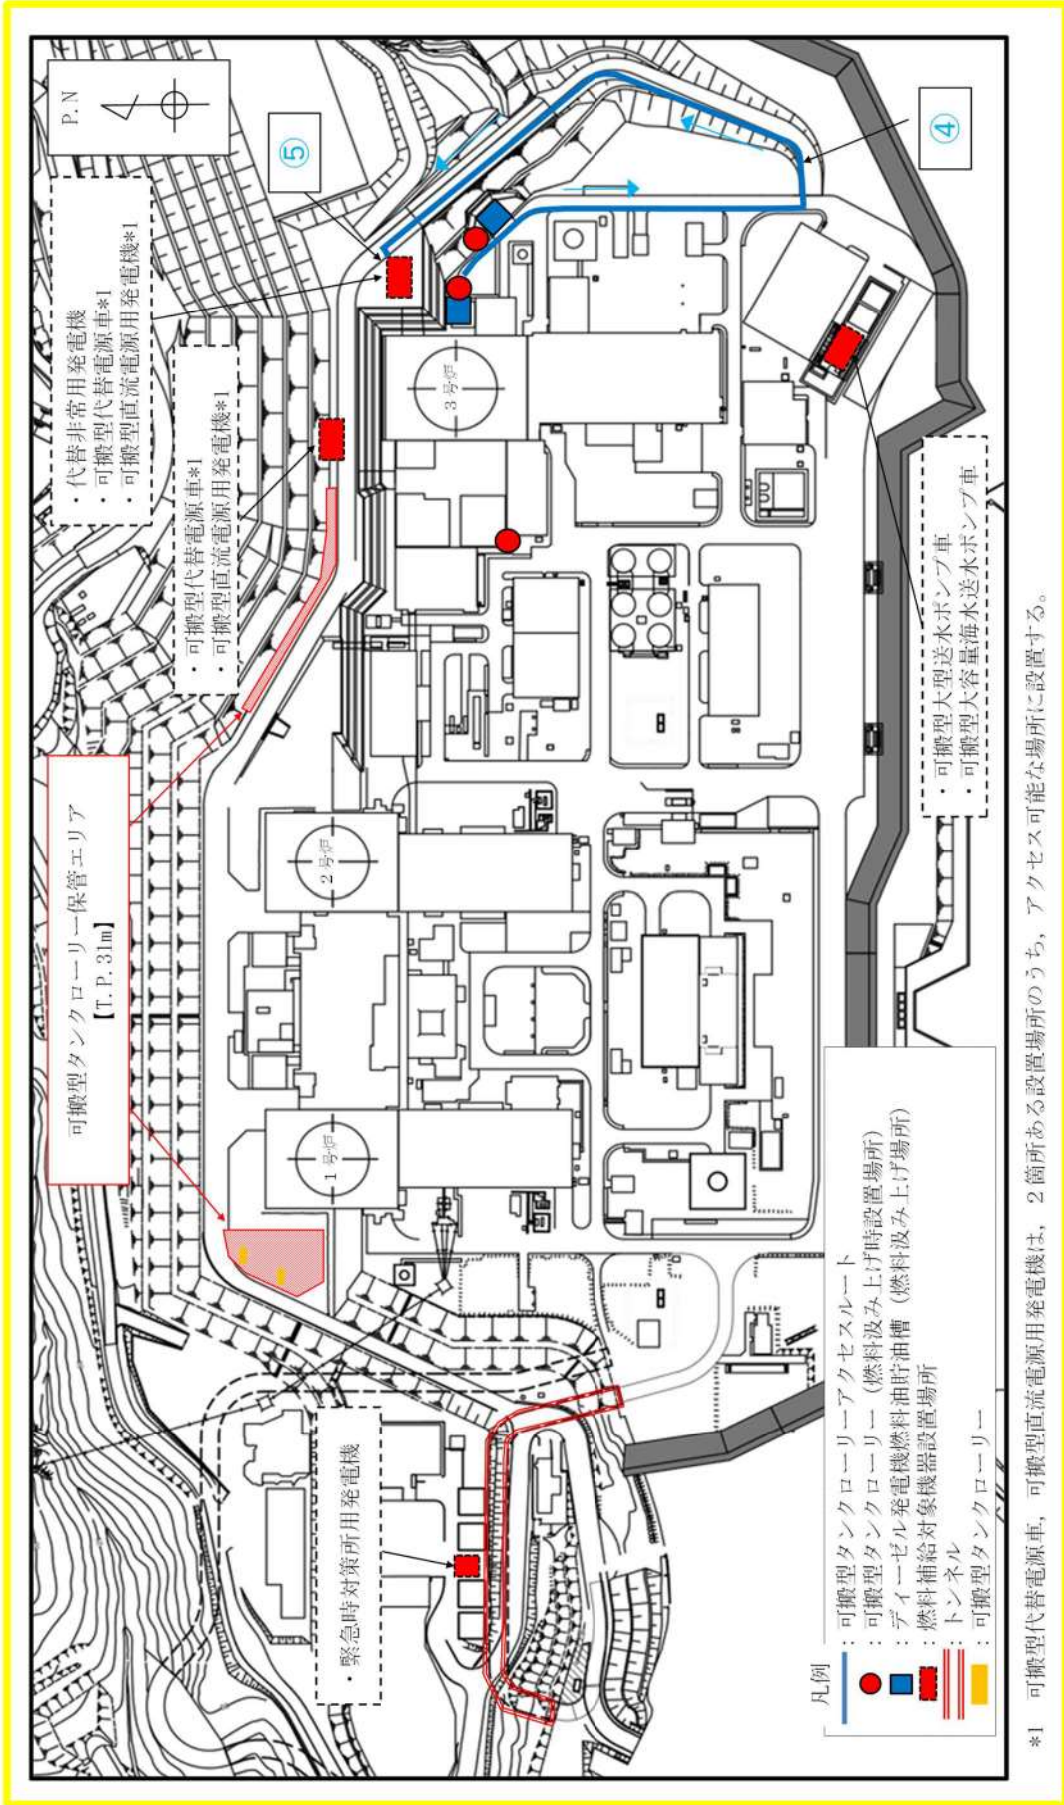 P.N
・代替非常用発電機
・可搬型代替電源車*1
・可搬型直流電源用発電機*1
⑤
・可搬型代替電源車*1
・可搬型直流電源用発電機*1
可搬型タンクローリー保管エリア
【T.P.31m】
・緊急時対策所用発電機
1号炉
2号炉
3号炉
④
・可搬型大型送水ポンプ車
・可搬型大容量海水送水ポンプ車
凡例
：可搬型タンクローリーアクセスルート
：可搬型タンクローリー（燃料汲み上げ時設置場所）
：ディーゼル発電機燃料油貯油槽（燃料汲み上げ場所）
：燃料補給対象機器設置場所
：トンネル
：可搬型タンクローリー
*1　可搬型代替電源車，可搬型直流電源用発電機は，2箇所ある設置場所のうち，アクセス可能な場所に設置する。